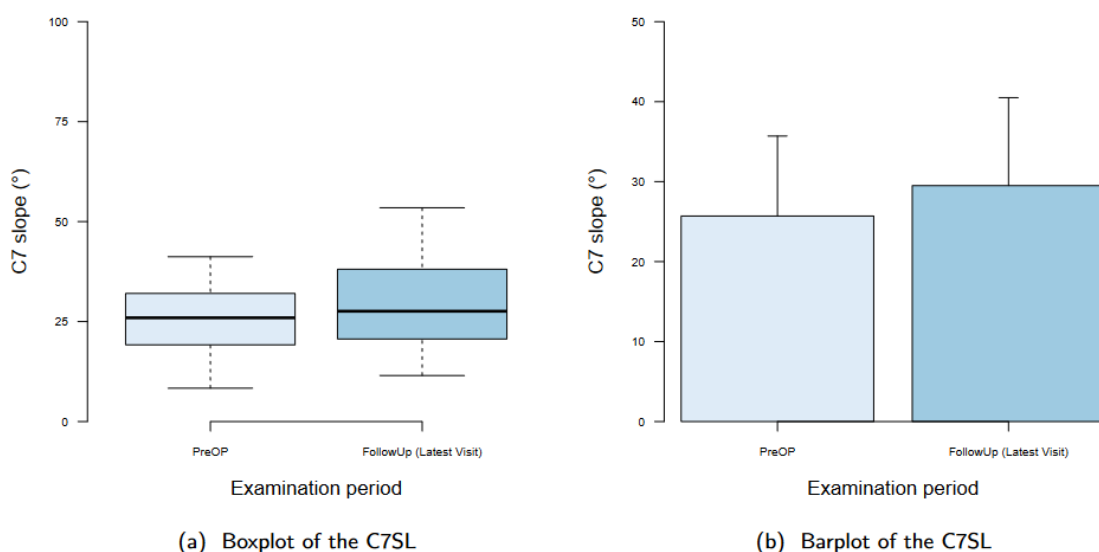 100
75
50
25
0
C7 slope (°)
PreOP
FollowUp (Latest Visit)
Examination period
(a) Boxplot of the C7SL
50
40
30
20
10
0
C7 slope (°)
PreOP
FollowUp (Latest Visit)
Examination period
(b) Barplot of the C7SL